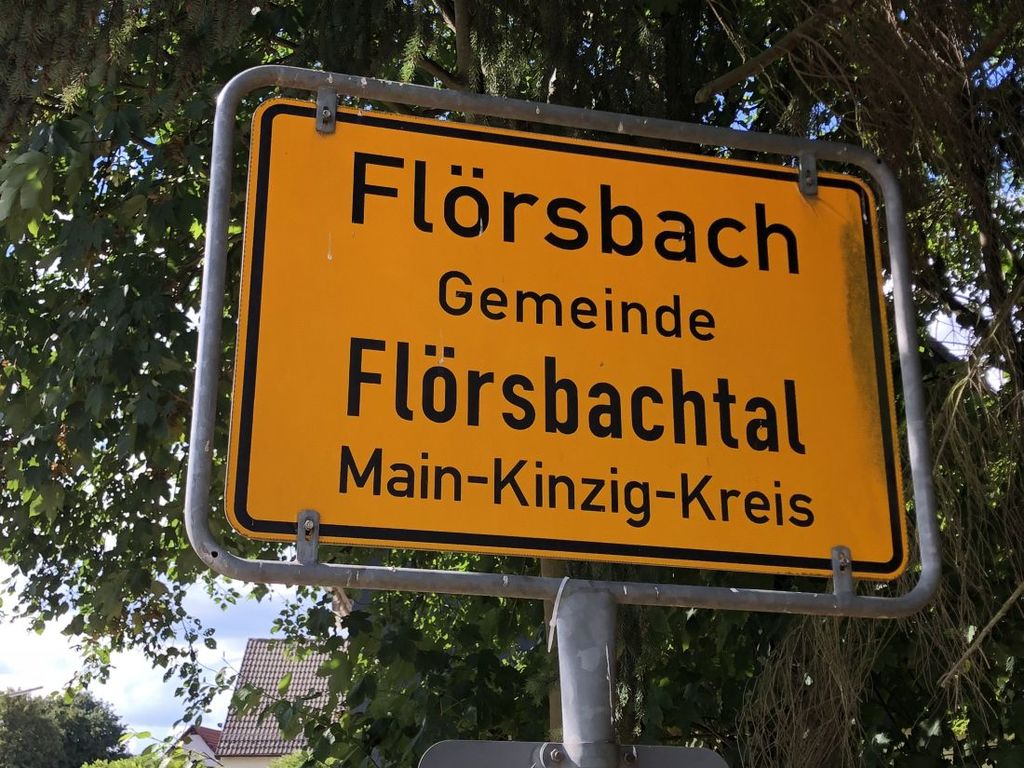 Flörsbach
Gemeinde
Flörsbachtal
Main-Kinzig-Kreis